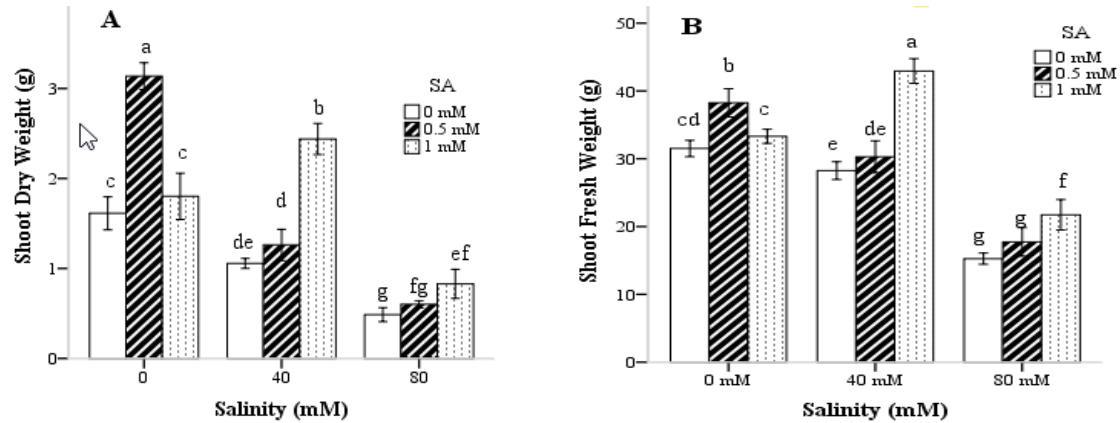 A
Shoot Dry Weight (g)
3
2
1
0
a
c
c
b
d
de
ef
fg
g
SA
0 mM
0.5 mM
1 mM
0
40
80
Salinity (mM)
B
Shoot Fresh Weight (g)
50
40
30
20
10
0
a
b
cd
c
e
de
f
g
g
SA
0 mM
0.5 mM
1 mM
0 mM
40 mM
80 mM
Salinity (mM)